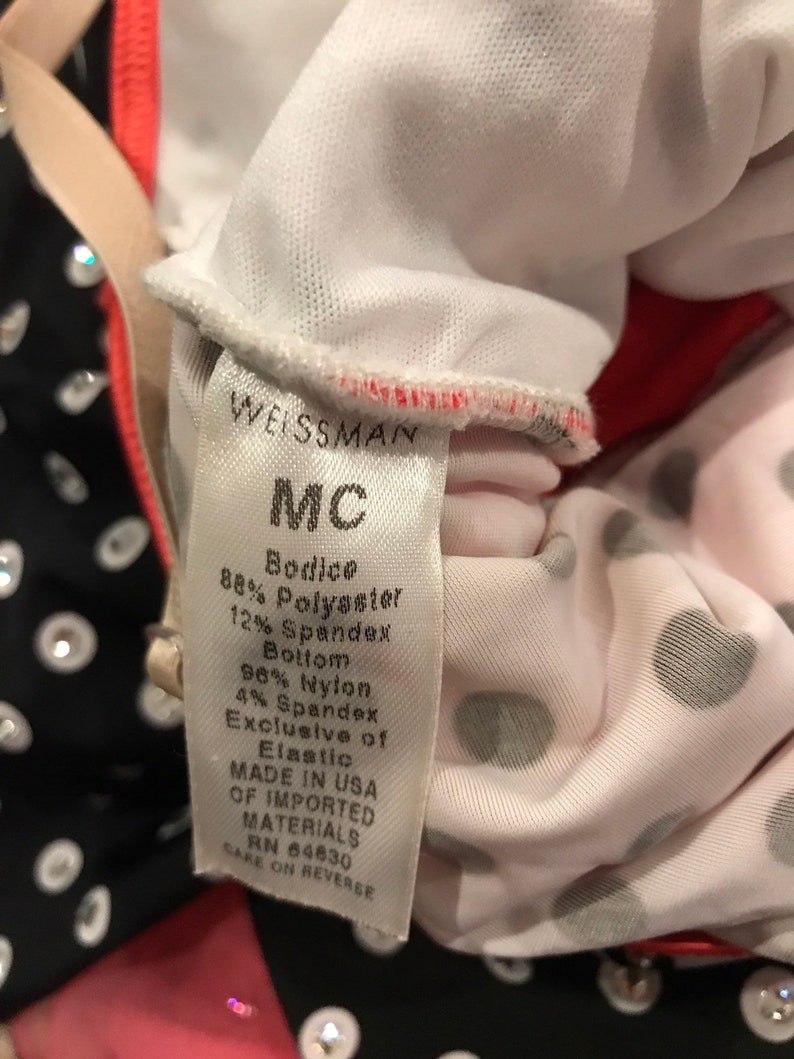 WEISSMAN
MC
Bodice
88% Polyester
12% Spandex
Bottom
96% Nylon
4% Spandex
Exclusive of
Elastic
MADE IN USA
OF IMPORTED
MATERIALS
RN 64630
CARE ON REVERSE